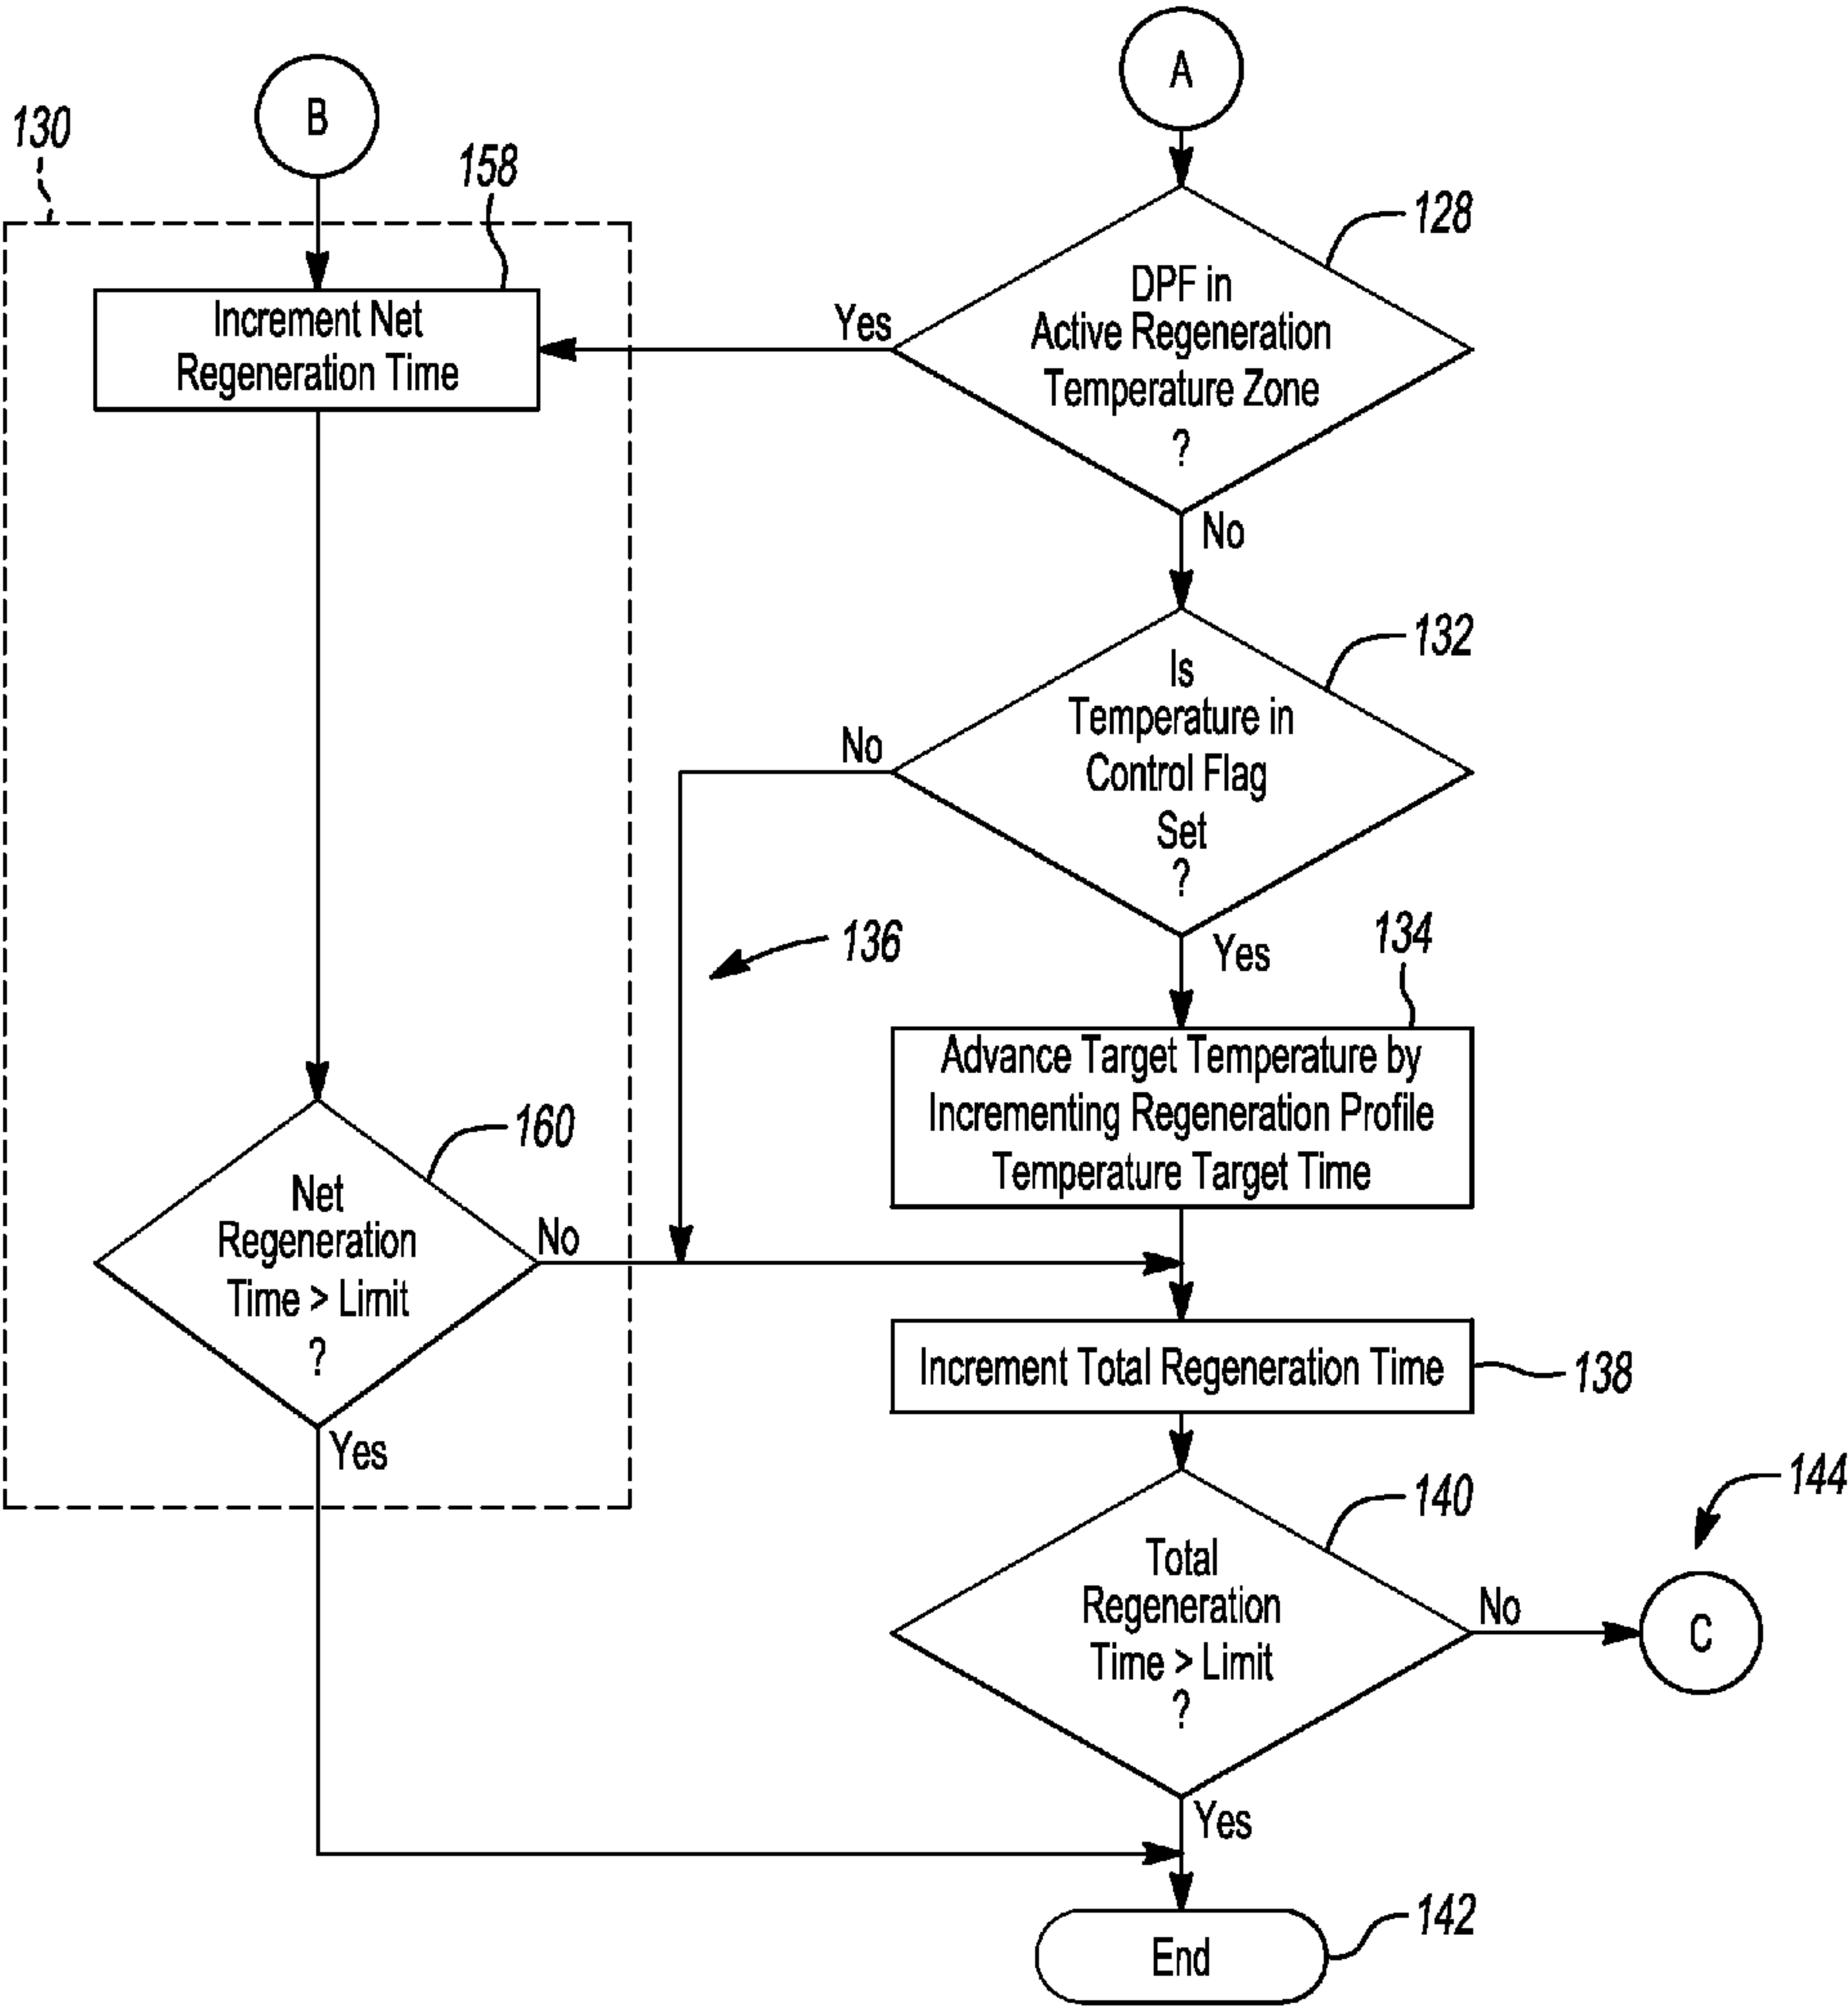 A
B
130
158
128
DPF in
Active Regeneration
Temperature Zone
?
Yes
Increment Net
Regeneration Time
No
132
Is
Temperature in
Control Flag
Set
?
No
136
Yes
134
Advance Target Temperature by
Incrementing Regeneration Profile
Temperature Target Time
160
Net
Regeneration
Time > Limit
?
No
Yes
Increment Total Regeneration Time
138
140
144
Total
Regeneration
Time > Limit
?
No
C
Yes
End
142